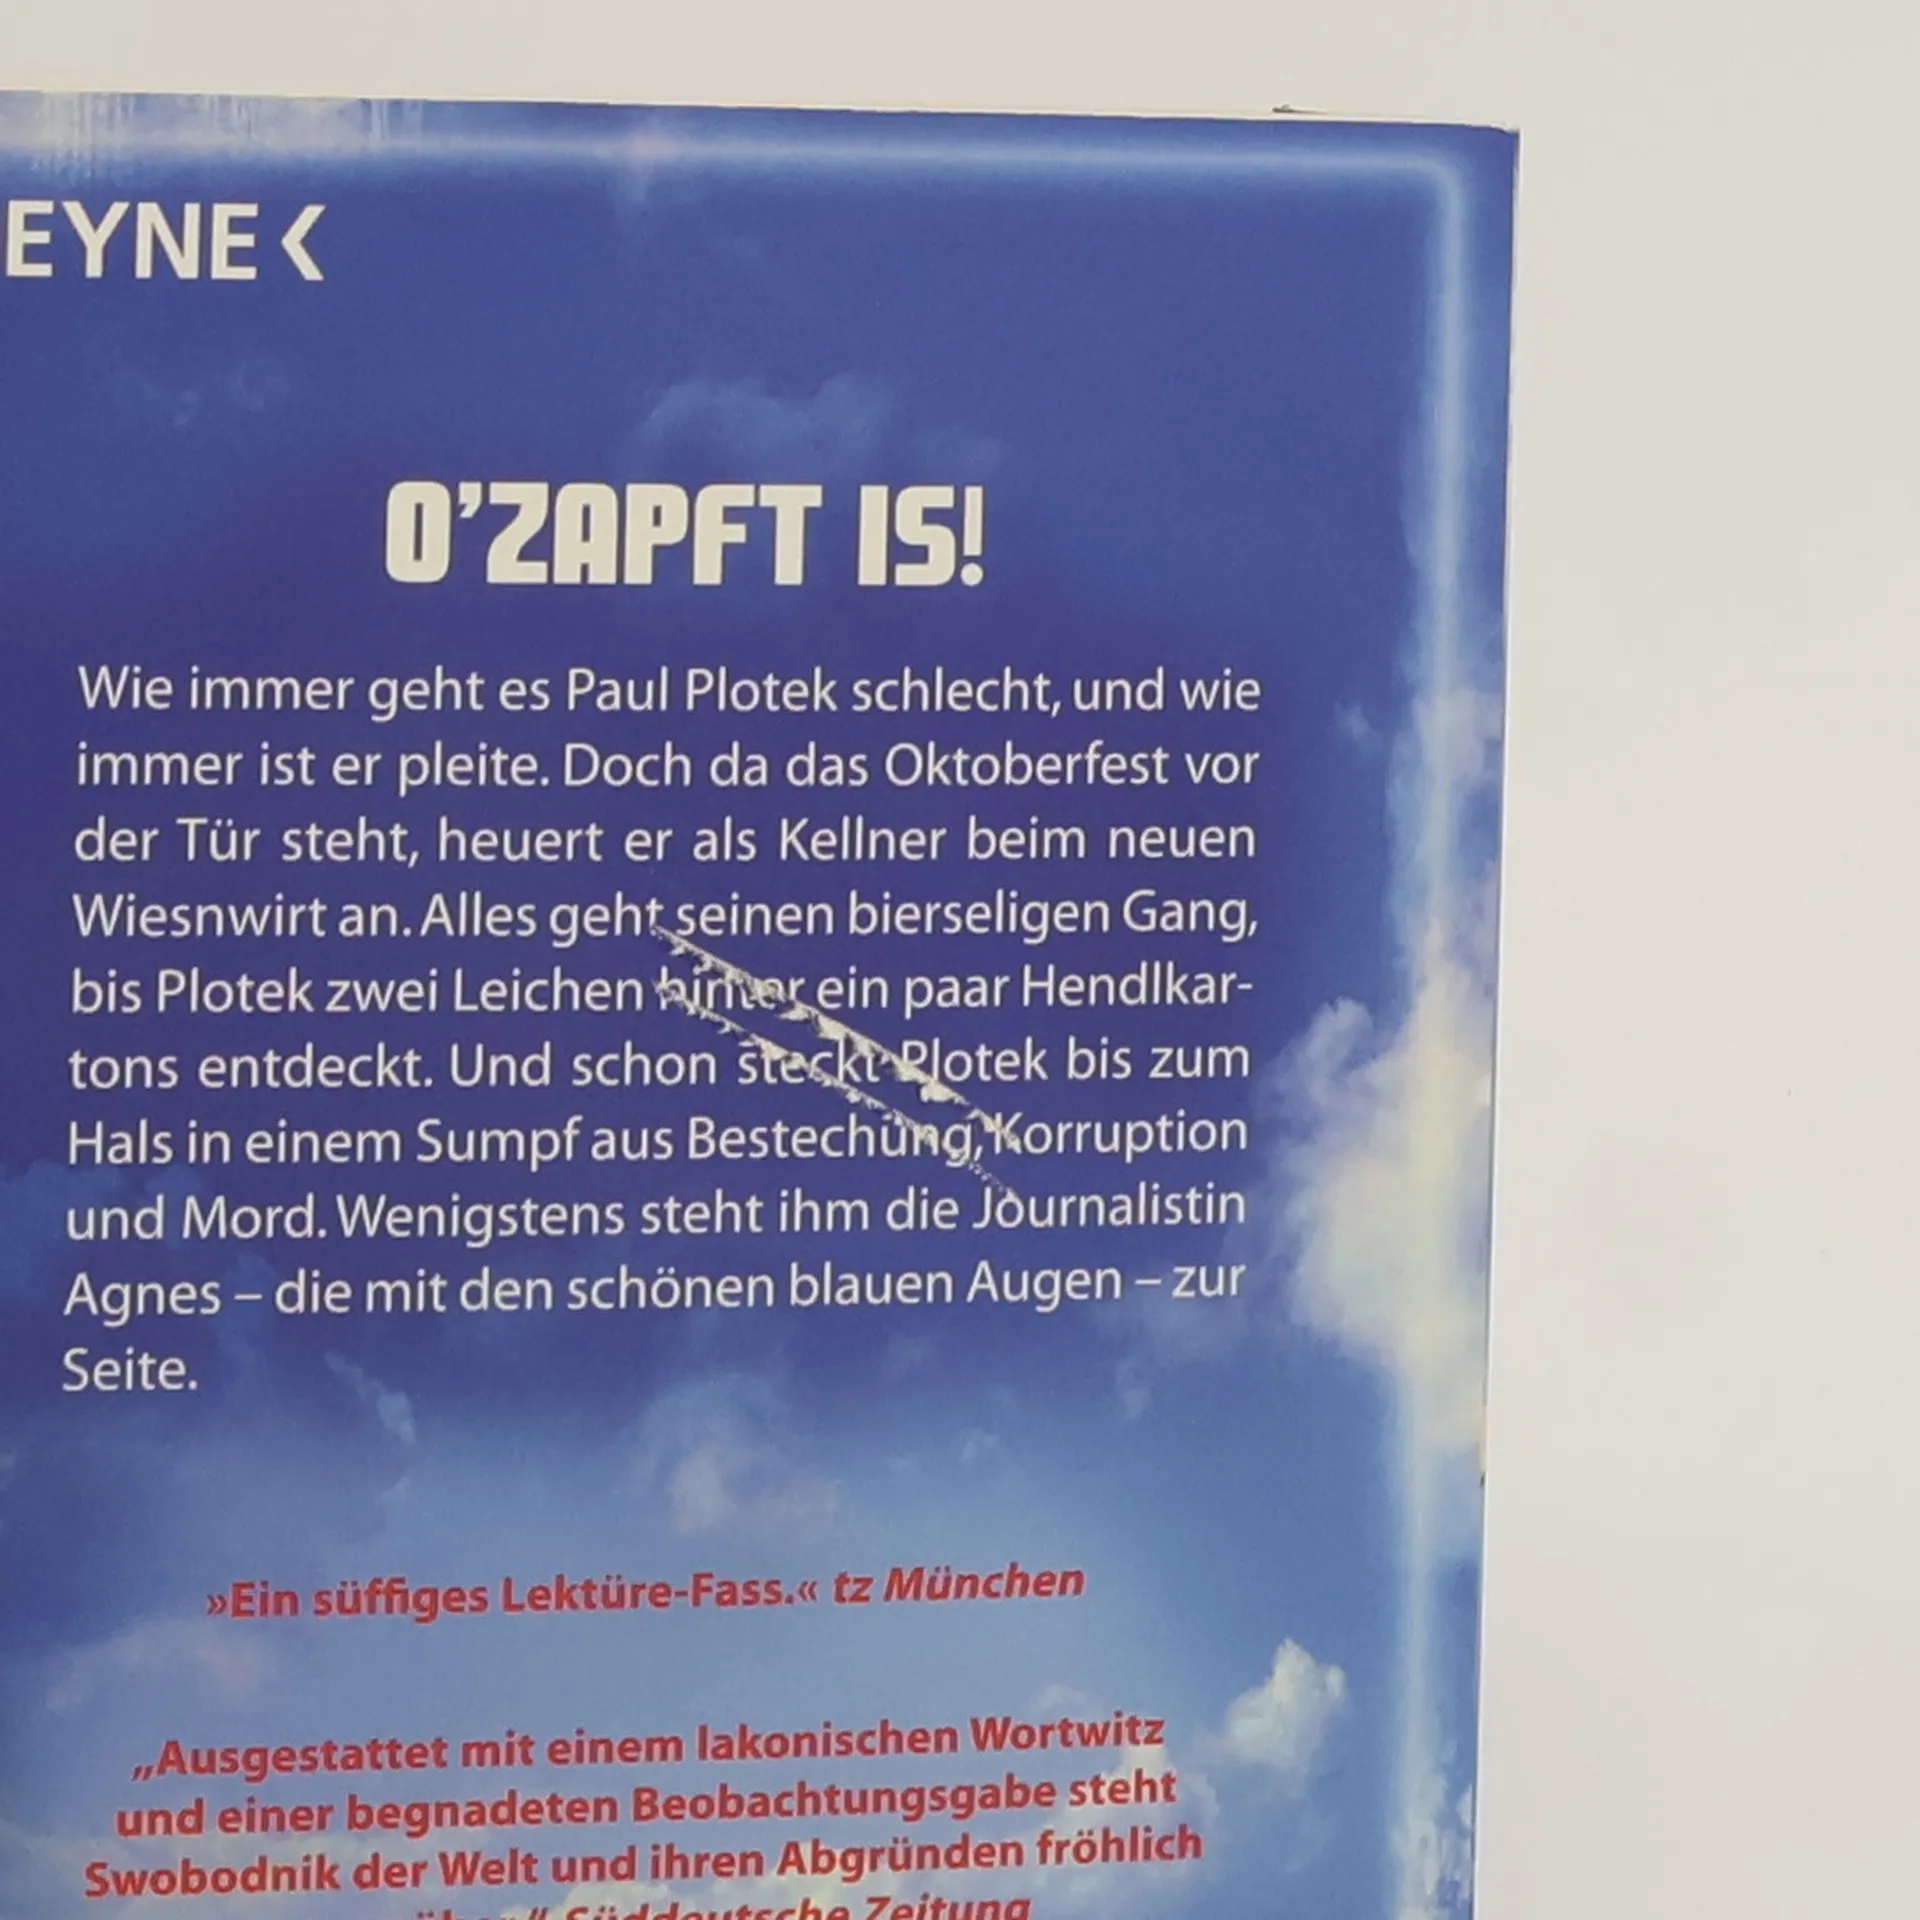 EYNE<
O'ZAPFT IS!
Wie immer geht es Paul Plotek schlecht, und wie
immer ist er pleite. Doch da das Oktoberfest vor
der Tür steht, heuert er als Kellner beim neuen
Wiesnwirt an. Alles geht seinen bierseligen Gang,
bis Plotek zwei Leichen hinter ein paar Hendlkar-
tons entdeckt. Und schon steckt Plotek bis zum
Hals in einem Sumpf aus Bestechung, Korruption
und Mord. Wenigstens steht ihm die Journalistin
Agnes – die mit den schönen blauen Augen – zur
Seite.
»Ein süffiges Lektüre-Fass.« tz München
„Ausgestattet mit einem lakonischen Wortwitz
und einer begnadeten Beobachtungsgabe steht
Swobodnik der Welt und ihren Abgründen fröhlich
Süddeutsche Zeitung